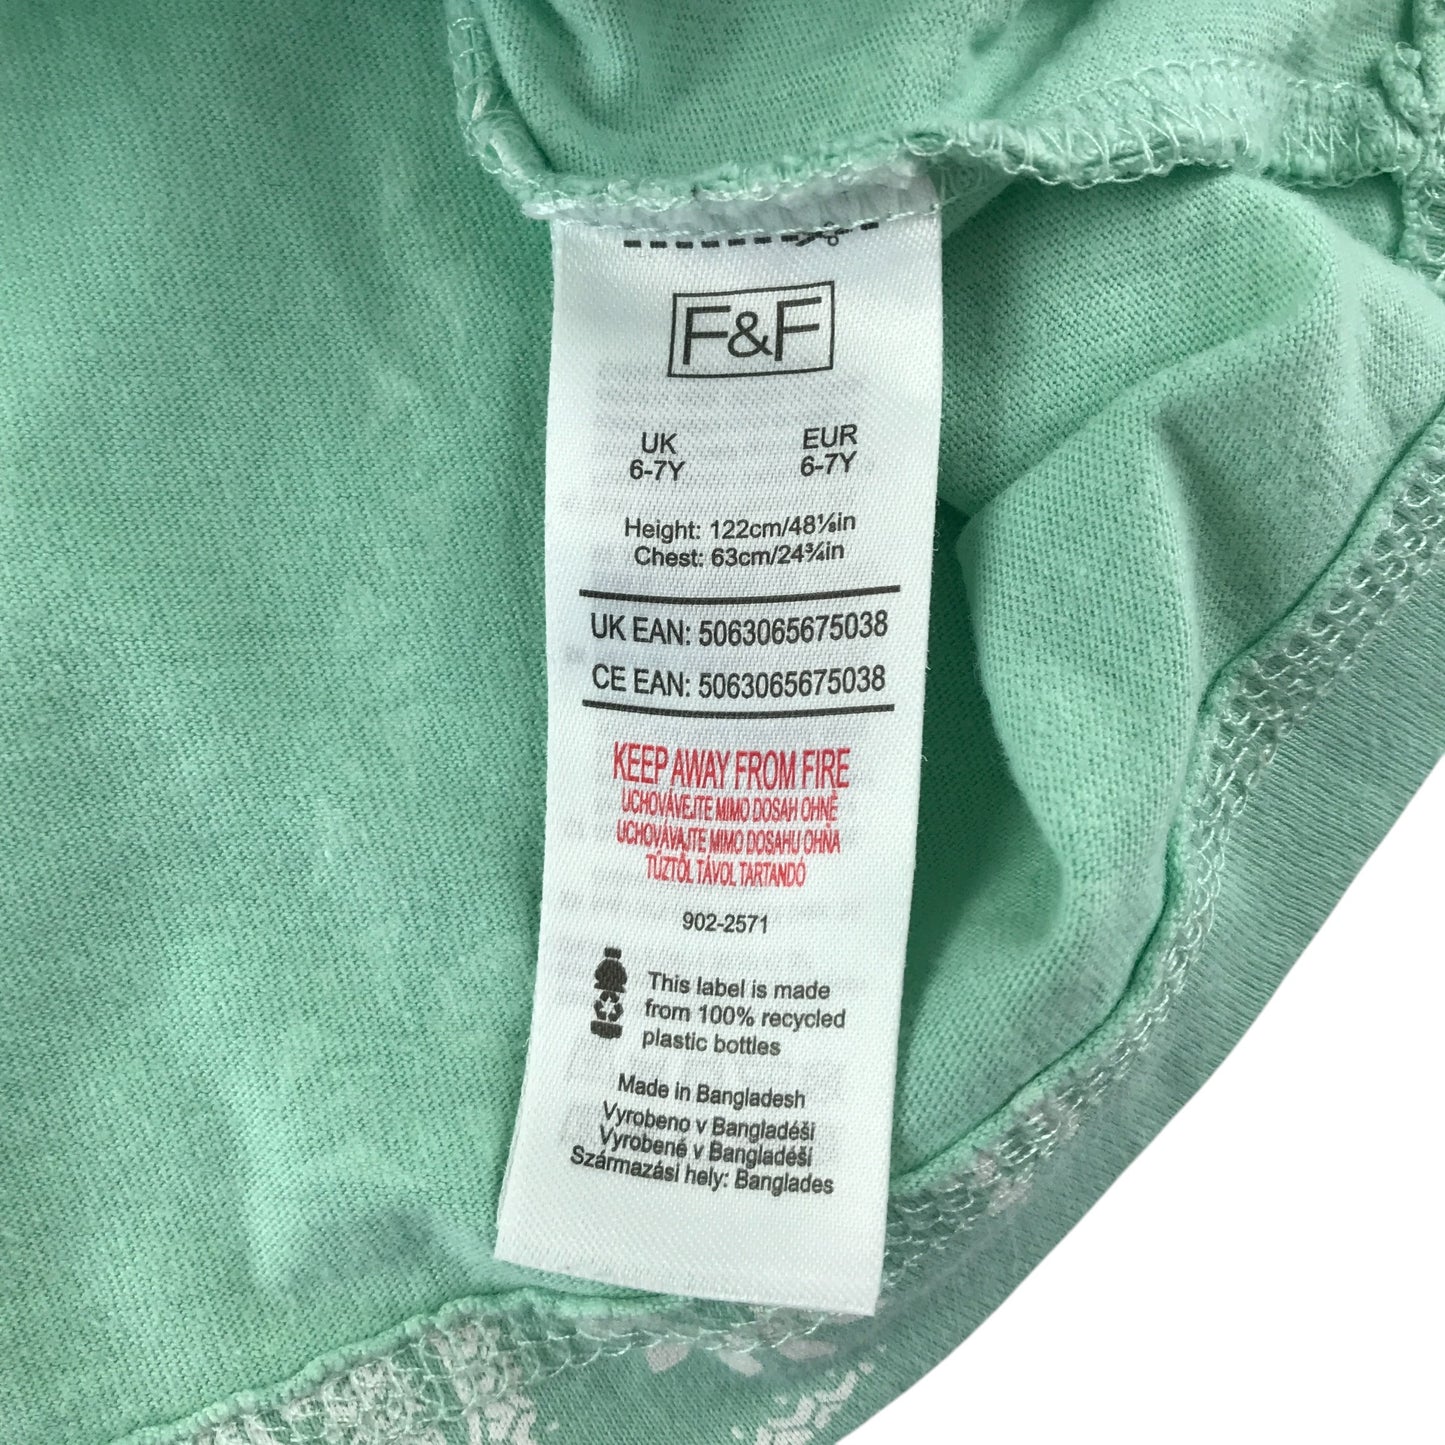 F&F
UK EUR
6-7Y 6-7Y
Height: 122cm/48⅛in
Chest: 63cm/24¾in
UK EAN: 5063065675038
CE EAN: 5063065675038
KEEP AWAY FROM FIRE
UCHOVÁVEJTE MIMO DOSAH OHNĚ
UCHOVÁVAJTE MIMO DOSAHU OHŇA
TŰZTŐL TÁVOL TARTANDÓ
902-2571
This label is made
from 100% recycled
plastic bottles
Made in Bangladesh
Vyrobeno v Bangladéši
Vyrobené v Bangladéši
Származási hely: Banglades